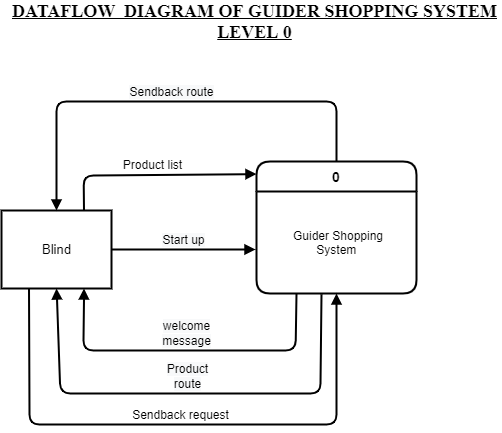 DATAFLOW DIAGRAM OF GUIDER SHOPPING SYSTEM
LEVEL 0
Sendback route
Product list
0
Start up
Blind
Guider Shopping
System
welcome
message
Product
route
Sendback request